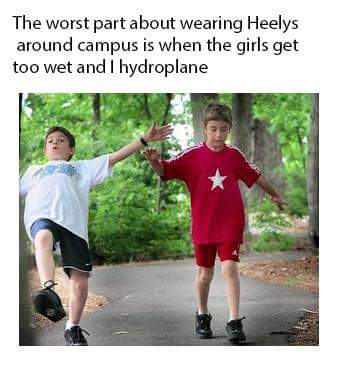 The worst part about wearing Heelys
around campus is when the girls get
too wet and I hydroplane